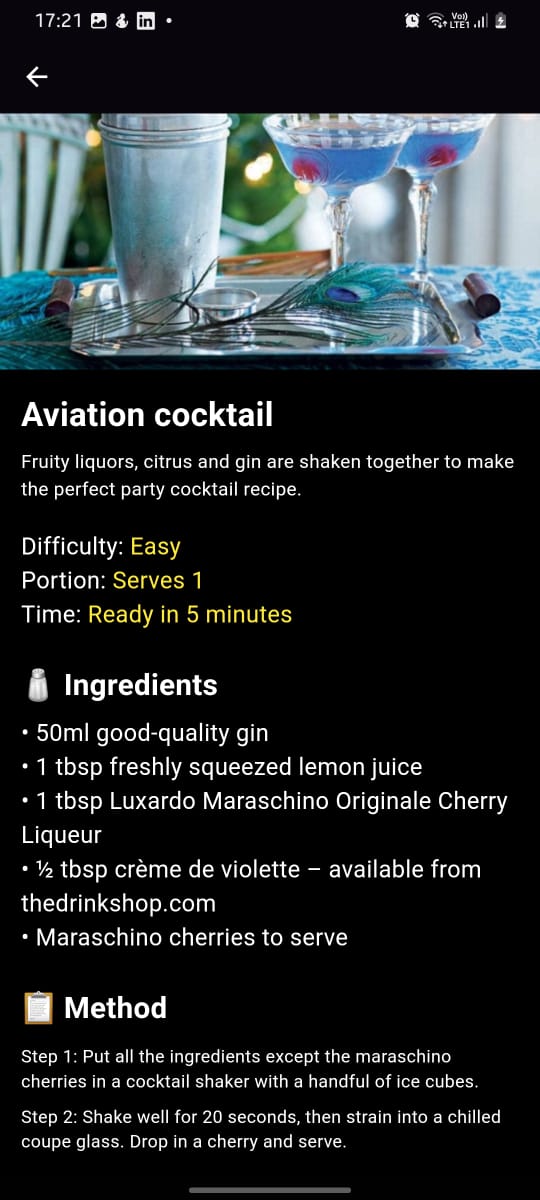 17:21
in
Vo))
LTE1
Aviation cocktail
Fruity liquors, citrus and gin are shaken together to make
the perfect party cocktail recipe.
Difficulty: Easy
Portion: Serves 1
Time: Ready in 5 minutes
Ingredients
• 50ml good-quality gin
• 1 tbsp freshly squeezed lemon juice
• 1 tbsp Luxardo Maraschino Originale Cherry
Liqueur
• ½ tbsp crème de violette – available from
thedrinkshop.com
• Maraschino cherries to serve
Method
Step 1: Put all the ingredients except the maraschino
cherries in a cocktail shaker with a handful of ice cubes.
Step 2: Shake well for 20 seconds, then strain into a chilled
coupe glass. Drop in a cherry and serve.